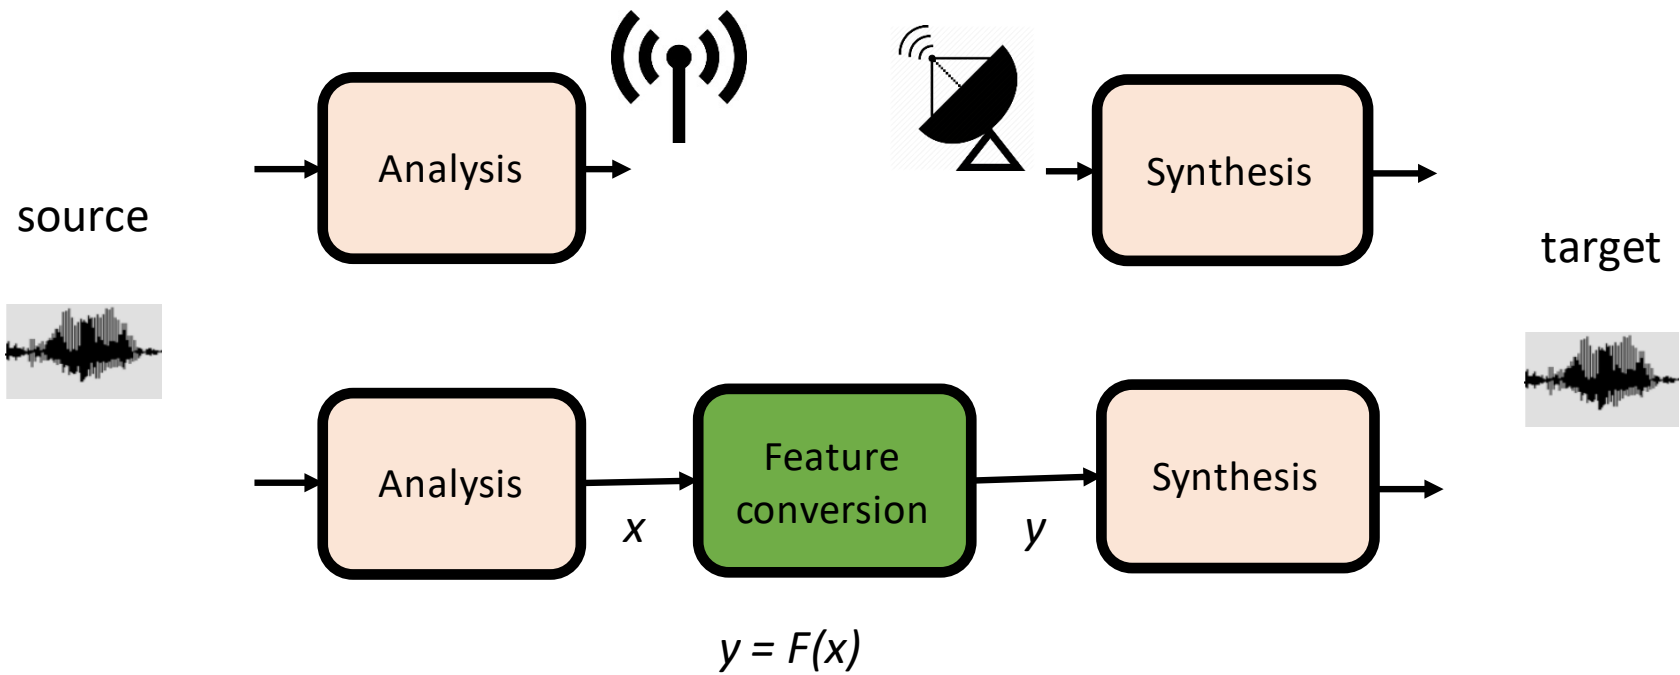 Analysis
Synthesis
source
target
Analysis
Feature
conversion
Synthesis
x
y
y = F(x)